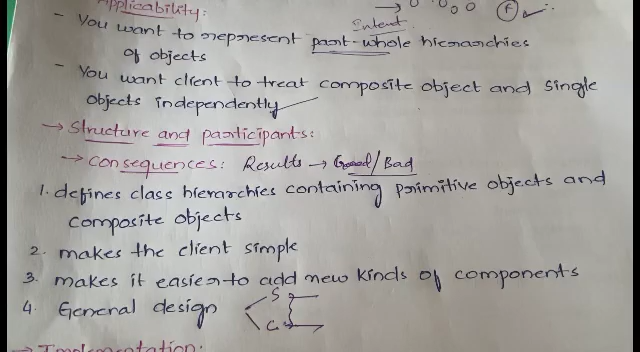 Applicability:
- You want to represent part-whole hierarchies
Intent
of objects
- You want client to treat composite object and single
objects independently
→ Structure and participants:
→ Consequences: Results → Good/Bad
1. defines class hierarchies containing primitive objects and
composite objects
2. makes the client simple
3. makes it easier to add new kinds of components
4. General design
S
C
→ Implementation: